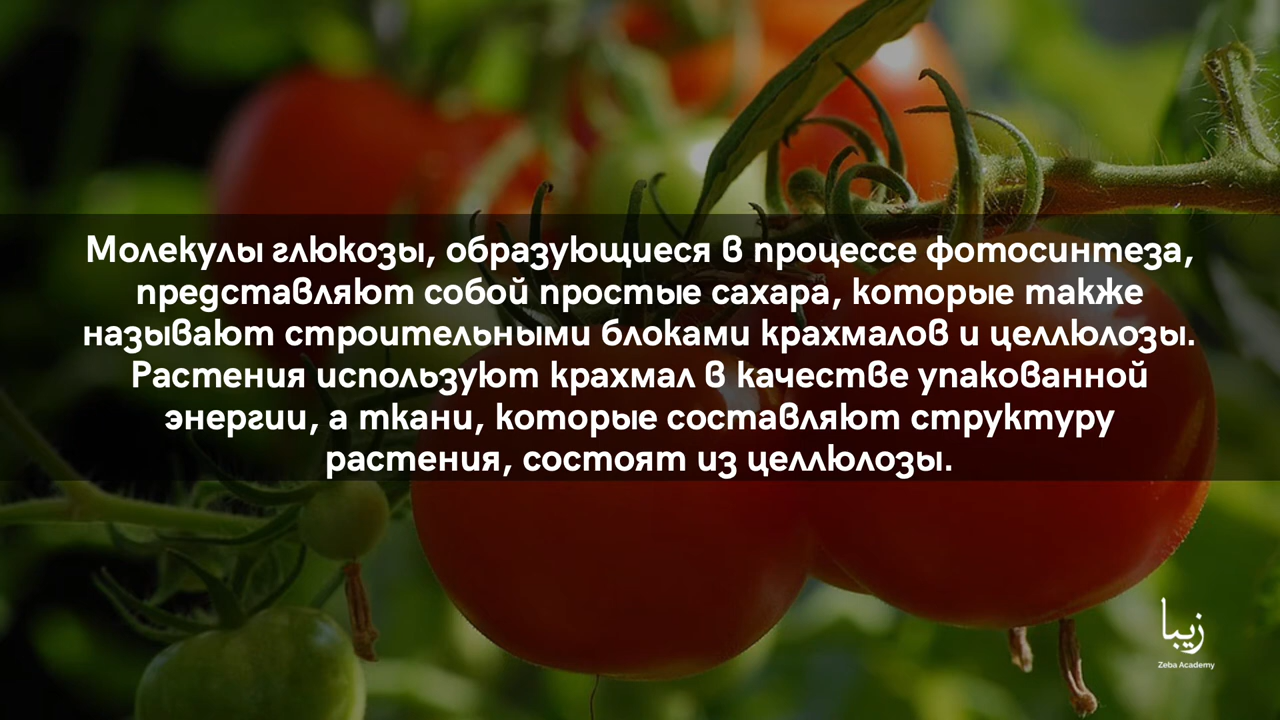 Молекулы глюкозы, образующиеся в процессе фотосинтеза,
представляют собой простые сахара, которые также
называют строительными блоками крахмалов и целлюлозы.
Растения используют крахмал в качестве упакованной
энергии, а ткани, которые составляют структуру
растения, состоят из целлюлозы.
زيبا
Zeba Academy